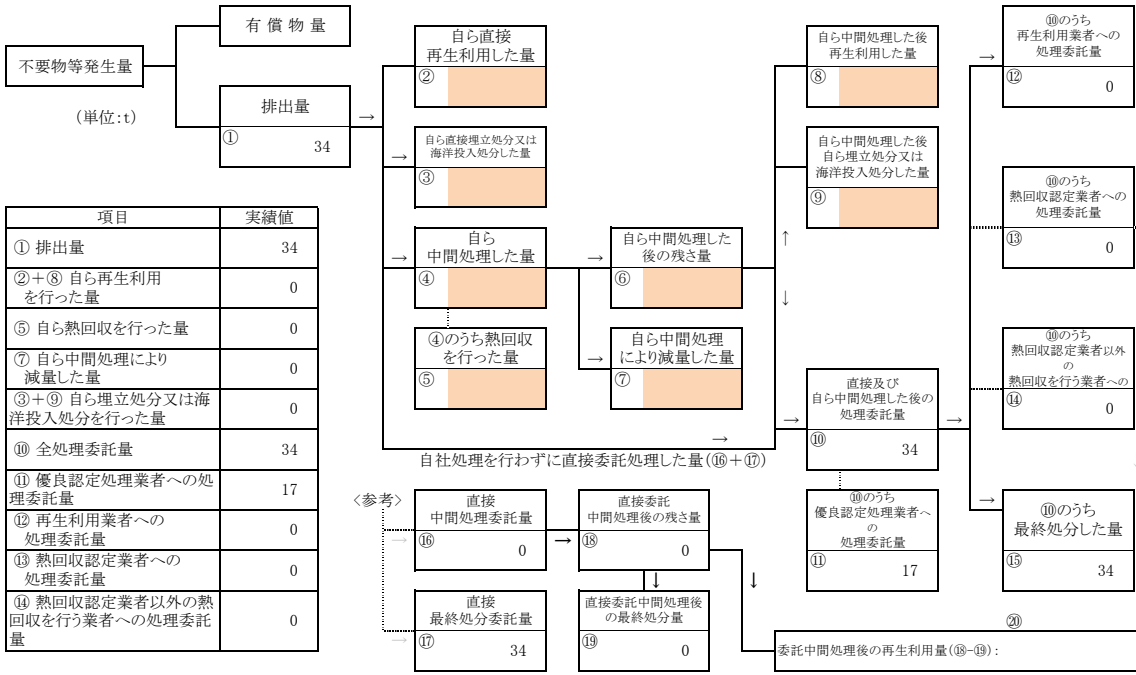 有 償 物 量
不要物等発生量
(単位:t)
排出量
→
①
34
自ら直接
再生利用した量
②
→
自ら直接埋立処分又は
海洋投入処分した量
③
→
自ら
中間処理した量
④
④のうち熱回収
を行った量
⑤
→
自ら中間処理した
後の残さ量
⑥
→
自ら中間処理
により減量した量
⑦
自ら中間処理した後
再生利用した量
⑧
自ら中間処理した後
自ら埋立処分又は
海洋投入処分した量
⑨
↑
↓
→
直接及び
自ら中間処理した後の
処理委託量
⑩
34
→
⑩のうち
優良認定処理業者へ
の
処理委託量
⑪
17
→
⑩のうち
再生利用業者への
処理委託量
⑫
0
⑩のうち
熱回収認定業者への
処理委託量
⑬
0
⑩のうち
熱回収認定業者以外
の
熱回収を行う業者への
⑭
0
→
⑩のうち
最終処分した量
⑮
34
→
自社処理を行わずに直接委託処理した量(⑯+⑰)
<参考>
→
直接
中間処理委託量
⑯
0
→
直接委託
中間処理後の残さ量
⑱
0
↓
↓
→
直接
最終処分委託量
⑰
34
直接委託中間処理後
の最終処分量
⑲
0
⑳
委託中間処理後の再生利用量(⑱-⑲):
項目 実績値
① 排出量 34
②+⑧ 自ら再生利用
を行った量 0
⑤ 自ら熱回収を行った量 0
⑦ 自ら中間処理により
減量した量 0
③+⑨ 自ら埋立処分又は海
洋投入処分を行った量 0
⑩ 全処理委託量 34
⑪ 優良認定処理業者への処
理委託量 17
⑫ 再生利用業者への
処理委託量 0
⑬ 熱回収認定業者への
処理委託量 0
⑭ 熱回収認定業者以外の熱
回収を行う業者への処理委託
量 0